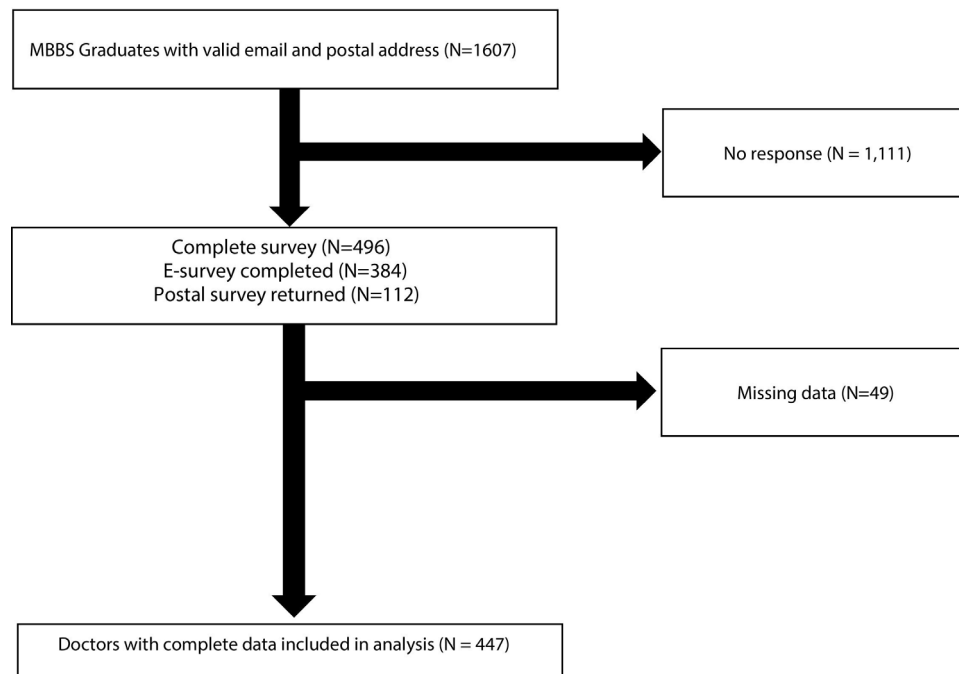 MBBS Graduates with valid email and postal address (N=1607)
No response (N = 1,111)
Complete survey (N=496)
E-survey completed (N=384)
Postal survey returned (N=112)
Missing data (N=49)
Doctors with complete data included in analysis (N = 447)